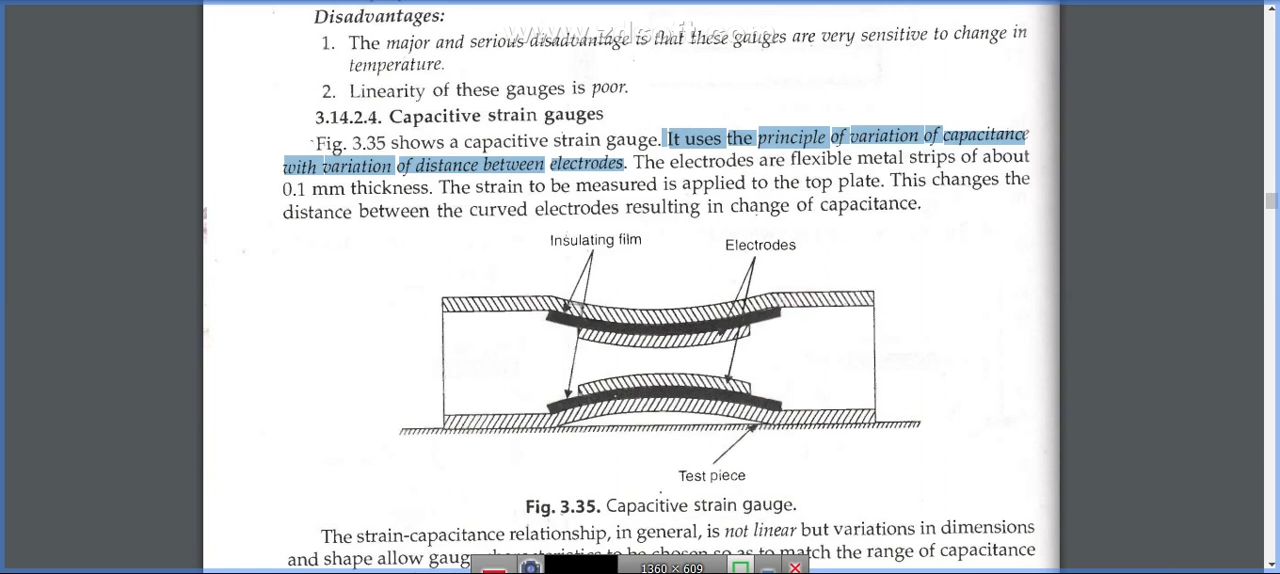 Disadvantages:
1. The major and serious disadvantage is that these gauges are very sensitive to change in
temperature.
2. Linearity of these gauges is poor.
3.14.2.4. Capacitive strain gauges
Fig. 3.35 shows a capacitive strain gauge. It uses the principle of variation of capacitance
with variation of distance between electrodes. The electrodes are flexible metal strips of about
0.1 mm thickness. The strain to be measured is applied to the top plate. This changes the
distance between the curved electrodes resulting in change of capacitance.
Insulating film
Electrodes
Test piece
Fig. 3.35. Capacitive strain gauge.
The strain-capacitance relationship, in general, is not linear but variations in dimensions
and shape allow to be chosen so as to match the range of capacitance
1360 × 609